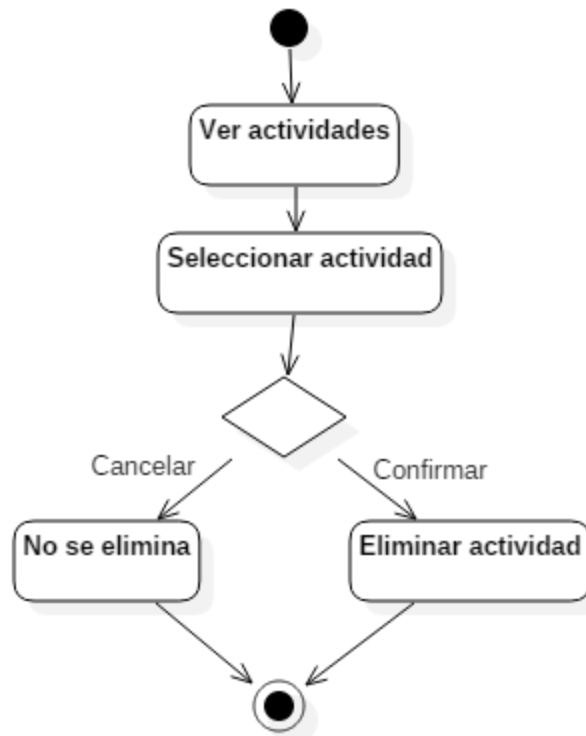 Ver actividades
Seleccionar actividad
Cancelar
Confirmar
No se elimina
Eliminar actividad